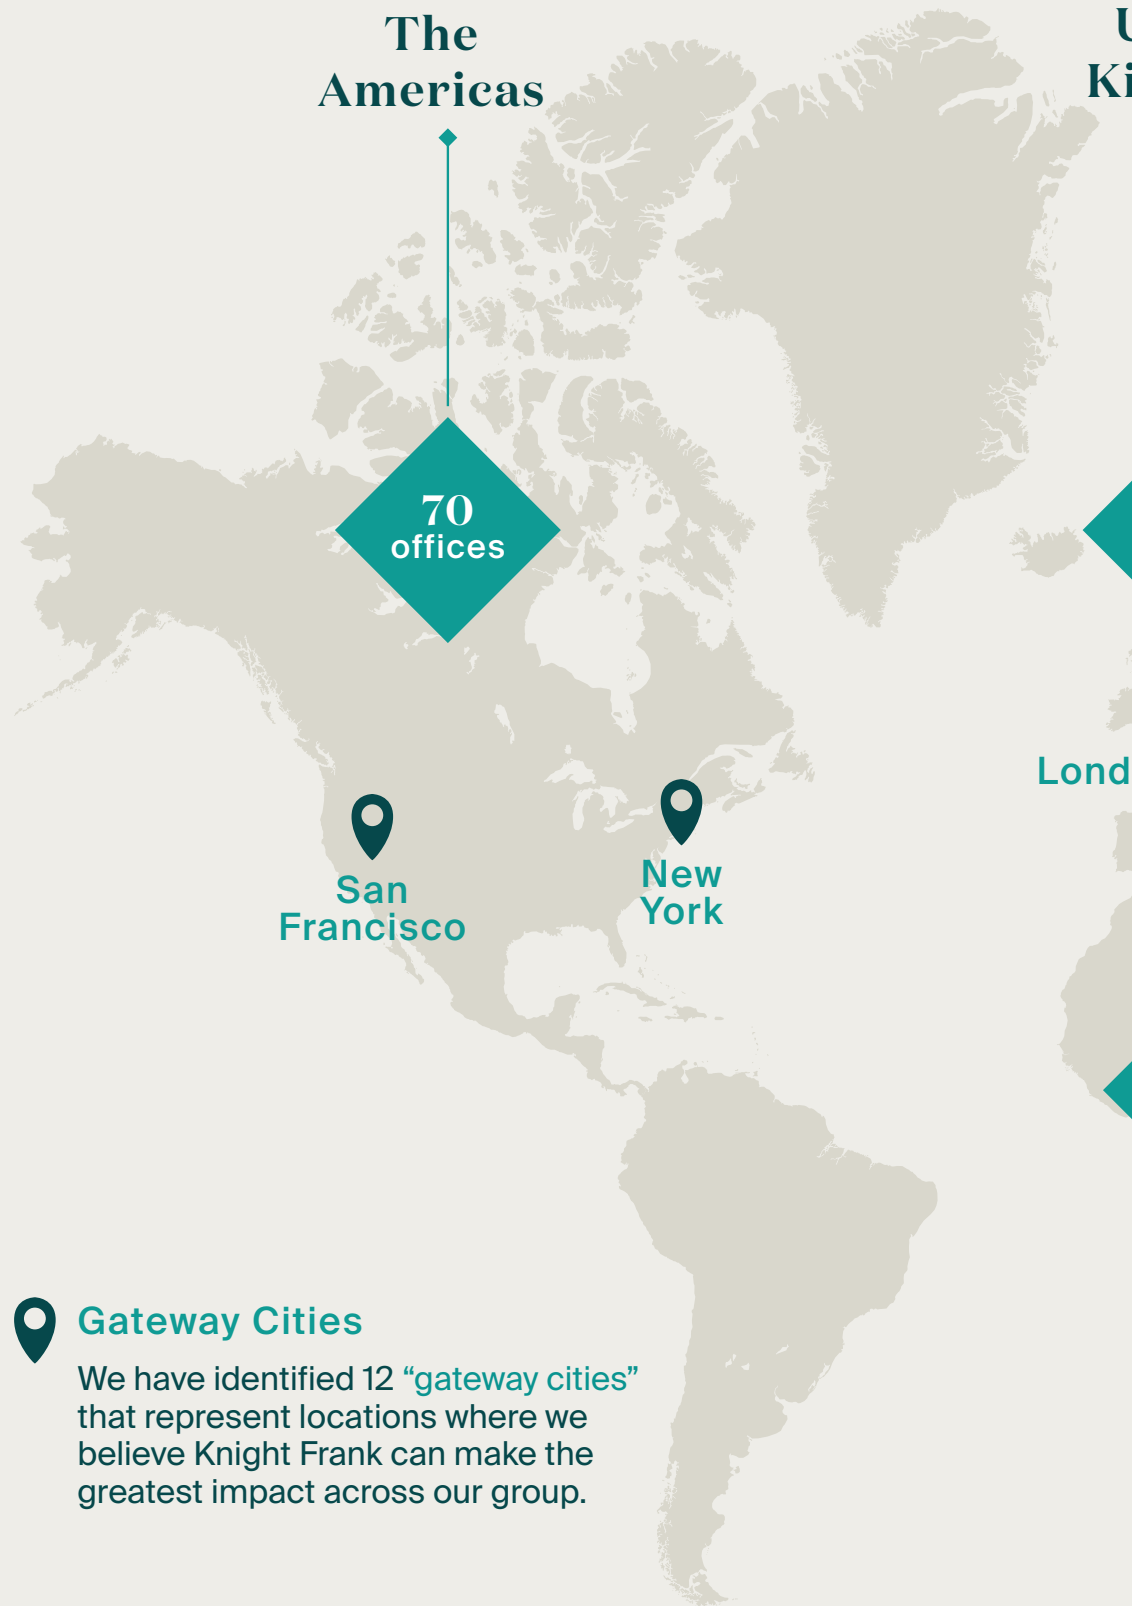 The
Americas
70
offices
San
Francisco
New
York
Gateway Cities
We have identified 12 “gateway cities”
that represent locations where we
believe Knight Frank can make the
greatest impact across our group.